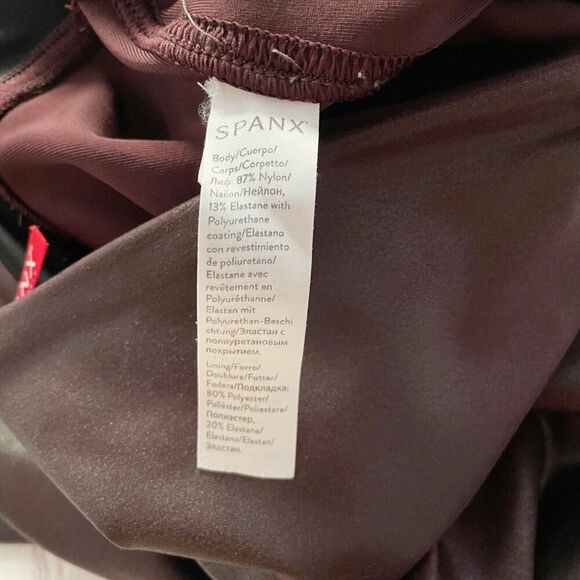 SPANX
Body/Cuerpo/
Corps/Corpetto/
Лиф: 87% Nylon/
Nailon/Нейлон,
13% Elastane with
Polyurethane
coating/Elastano
con revestimiento
de poliuretano/
Elastane avec
revêtement en
Polyuréthanne/
Elastan mit
Polyurethan-Beschi
chtung/Эластан с
полиуретановым
покрытием.
Lining/Forro/
Doublure/Futter/
Fodera/Подкладка:
80% Polyester/
Poliéster/Poliestere/
Полиэстер,
20% Elastane/
Elastano/Elastan/
Эластан.